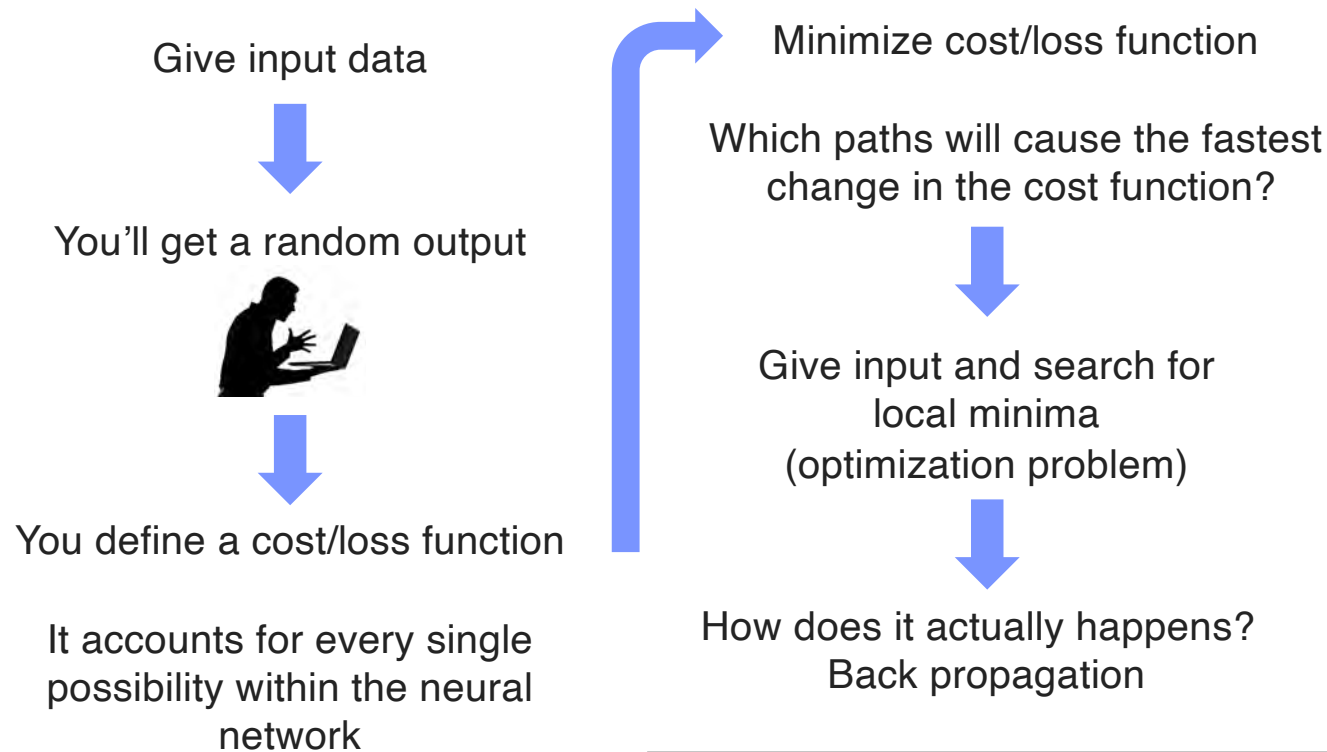 Give input data
You’ll get a random output
You define a cost/loss function
It accounts for every single
possibility within the neural
network
Minimize cost/loss function
Which paths will cause the fastest
change in the cost function?
Give input and search for
local minima
(optimization problem)
How does it actually happens?
Back propagation